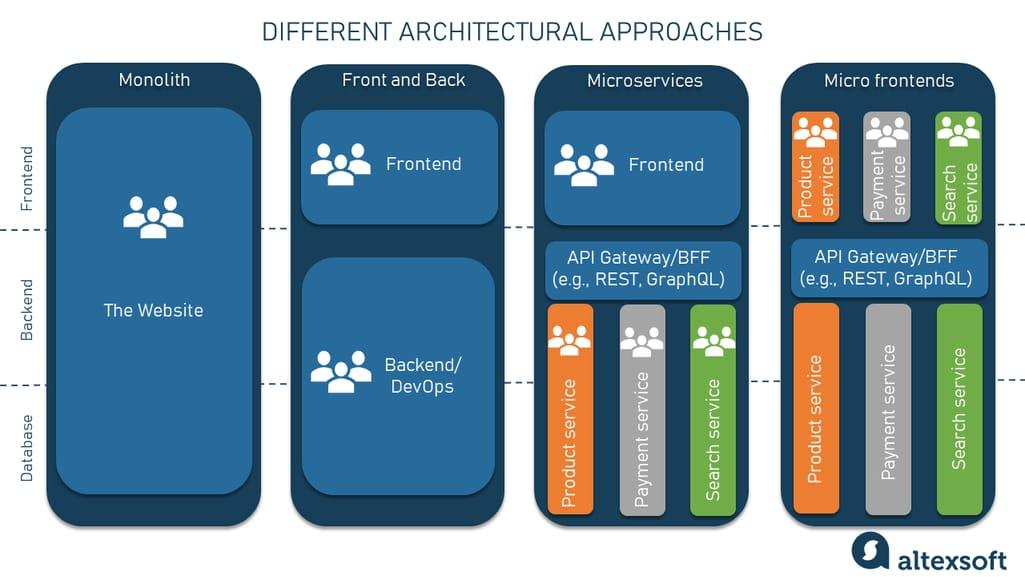 DIFFERENT ARCHITECTURAL APPROACHES
Monolith
Front and Back
Microservices
Micro frontends
Frontend
Backend
Database
The Website
Frontend
Backend/
DevOps
Frontend
API Gateway/BFF
(e.g., REST, GraphQL)
Product service
Payment service
Search service
Product
service
Payment
service
Search
service
API Gateway/BFF
(e.g., REST, GraphQL)
Product service
Payment service
Search service
altexsoft